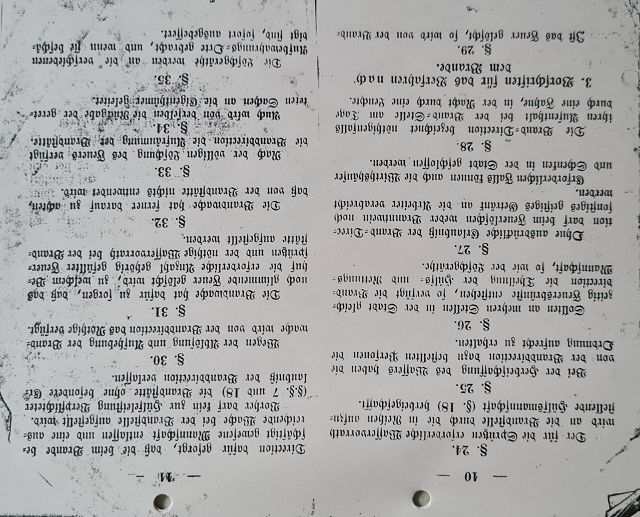 — 10 —
§. 24.
Der für die Spritzen erforderliche Wasservorrath
wird an die Brandstelle durch die in Reihen aufzu-
stellende Hülfsmannschaft (§. 18) herbeigeschafft.
§. 25.
Bei der Herbeischaffung des Wassers haben die
von der Branddirection dazu bestellten Personen die
Ordnung aufrecht zu erhalten.
§. 26.
Sollten an mehren Stellen in der Stadt gleich-
zeitig Feuersbrünste entstehen, so verfügt die Brand-
direction die Theilung der Hülfs- und Rettungs-
Mannschaft, so wie der Löschgeräthe.
§. 27.
Ohne ausdrückliche Erlaubniß der Brand-Direc-
tion darf beim Feuerlöschen weder Branntwein noch
sonstiges geistiges Getränk an die Arbeiter verabreicht
werden.
Erforderlichen Falls können auch die Wirthshäuser
und Schenken in der Stadt geschlossen werden.
§. 28.
Die Brand-Direction bezeichnet nöthigenfalls
ihren Aufenthalt bei der Brand-Stelle am Tage
durch eine Fahne, in der Nacht durch eine Leuchte.
3. Vorschriften für das Verfahren nach
dem Brande.
§. 29.
Ist das Feuer gelöscht, so wird von der Brand-
— 11 —
Direction dafür gesorgt, daß die beim Brande be-
schäftigt gewesene Mannschaft entlassen und eine aus-
reichende Wache bei der Brandstelle aufgestellt wird.
Vorher darf kein zur Hülfeleistung Verpflichteter
(§§. 7 und 18) die Brandstätte ohne besondere Er-
laubniß der Branddirection verlassen.
§. 30.
Wegen der Ablösung und Aufhebung der Brand-
wache wird von der Branddirection das Nöthige verfügt.
§. 31.
Die Brandwache hat dafür zu sorgen, daß das
noch glimmende Feuer gelöscht wird, zu welchem Be-
huf die erforderliche Anzahl gehörig gefüllter Feuer-
spritzen und der nöthige Wasservorrath bei der Brand-
stätte aufgestellt werden.
§. 32.
Die Brandwache hat ferner darauf zu achten,
daß von der Brandstätte nichts entwendet wird.
§. 33.
Nach der völligen Löschung des Feuers verfügt
die Branddirection die Aufräumung der Brandstätte.
§. 34.
Auch wird von derselben die Rückgabe der geret-
teten Sachen an die Eigenthümer geleitet.
§. 35.
Die Löschgeräthe werden an die verschiedenen
Aufbewahrungs-Orte gebracht, und wenn sie beschä-
digt sind, sofort ausgebessert.